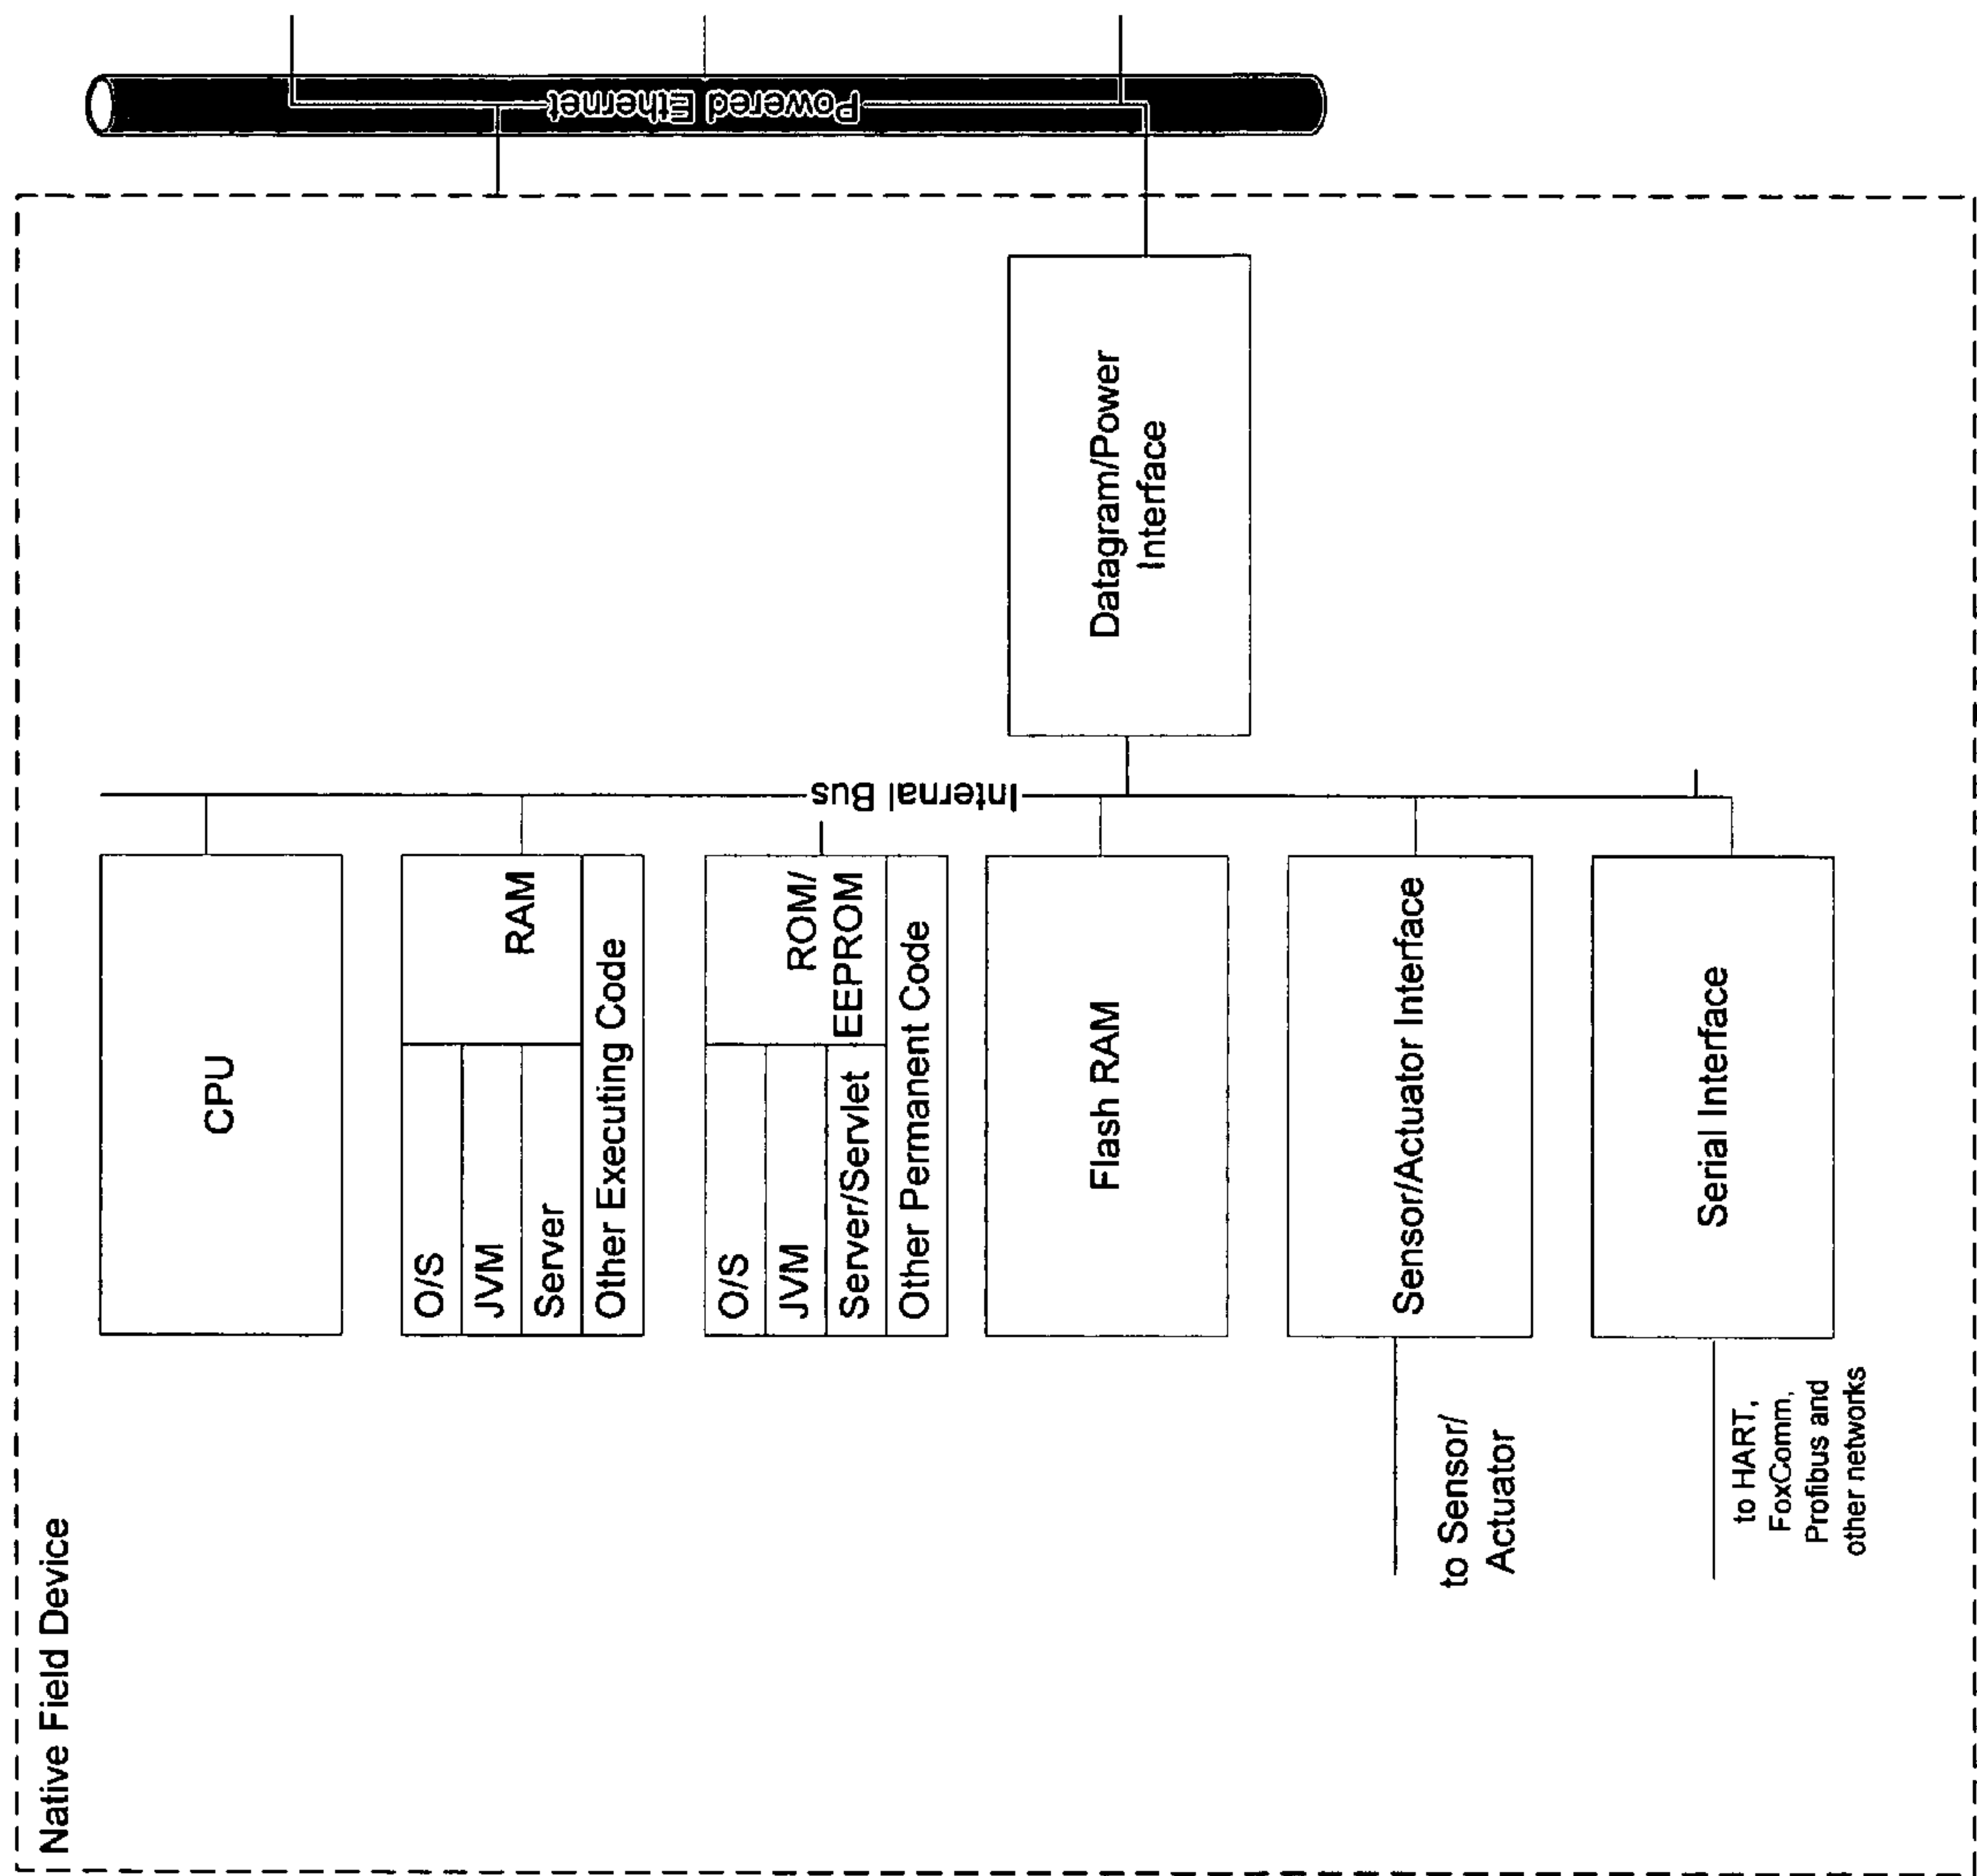 Native Field Device
CPU
O/S
JVM
Server
RAM
Other Executing Code
O/S
JVM
Server/Servlet
ROM/
EEPROM
Other Permanent Code
Flash RAM
Sensor/Actuator Interface
to Sensor/
Actuator
Serial Interface
to HART,
FoxComm,
Profibus and
other networks
Internal Bus
Datagram/Power
Interface
Powered Ethernet